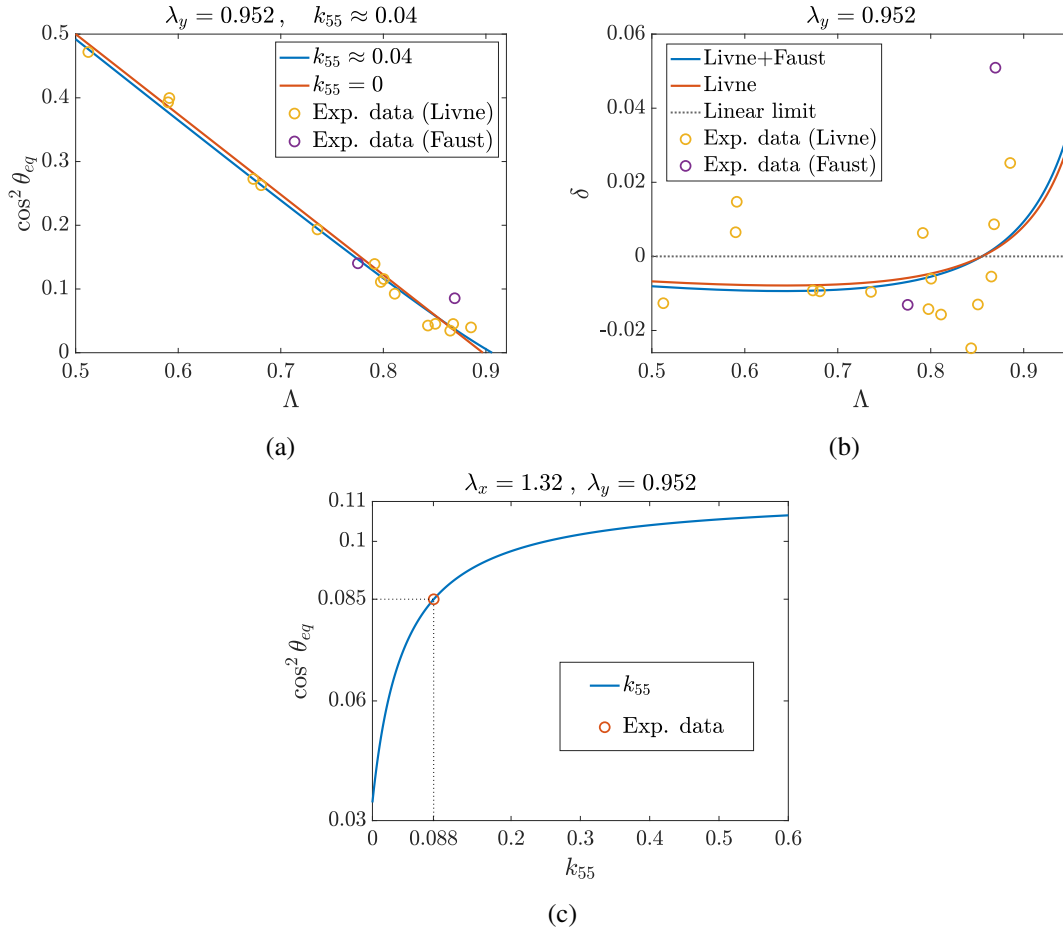 λ_y = 0.952 ,   k_55 ≈ 0.04
0.5
0.4
0.3
0.2
0.1
0
cos² θ_eq
k_55 ≈ 0.04
k_55 = 0
Exp. data (Livne)
Exp. data (Faust)
0.5 0.6 0.7 0.8 0.9
Λ
(a)
λ_y = 0.952
0.06
0.04
0.02
0
-0.02
δ
Livne+Faust
Livne
Linear limit
Exp. data (Livne)
Exp. data (Faust)
0.5 0.6 0.7 0.8 0.9
Λ
(b)
λ_x = 1.32 , λ_y = 0.952
0.11
0.1
0.085
0.06
0.03
cos² θ_eq
k_55
Exp. data
0 0.088 0.2 0.3 0.4 0.5 0.6
k_55
(c)